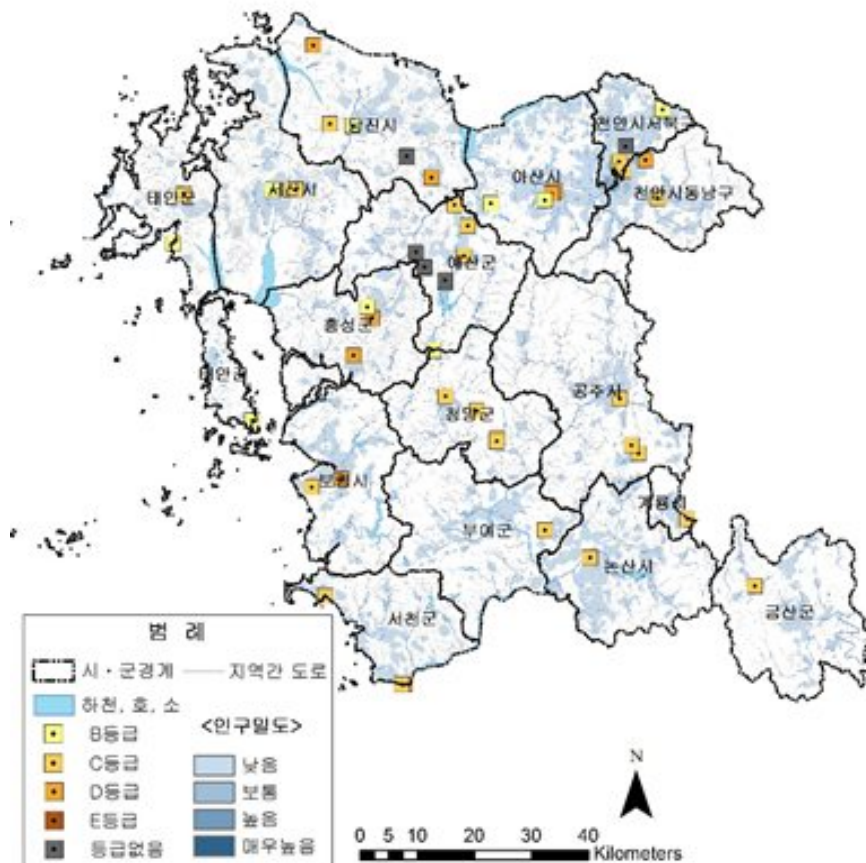 당진시
천안시서북구
아산시
태안군
서산시
천안시동남구
예산군
홍성군
태안군
공주시
청양군
보령시
계룡시
부여군
논산시
금산군
서천군
범 례
시・군경계
지역간 도로
하천, 호, 소
B등급
C등급
D등급
E등급
등급없음
<인구밀도>
낮음
보통
높음
매우높음
N
0 5 10 20 30 40
Kilometers